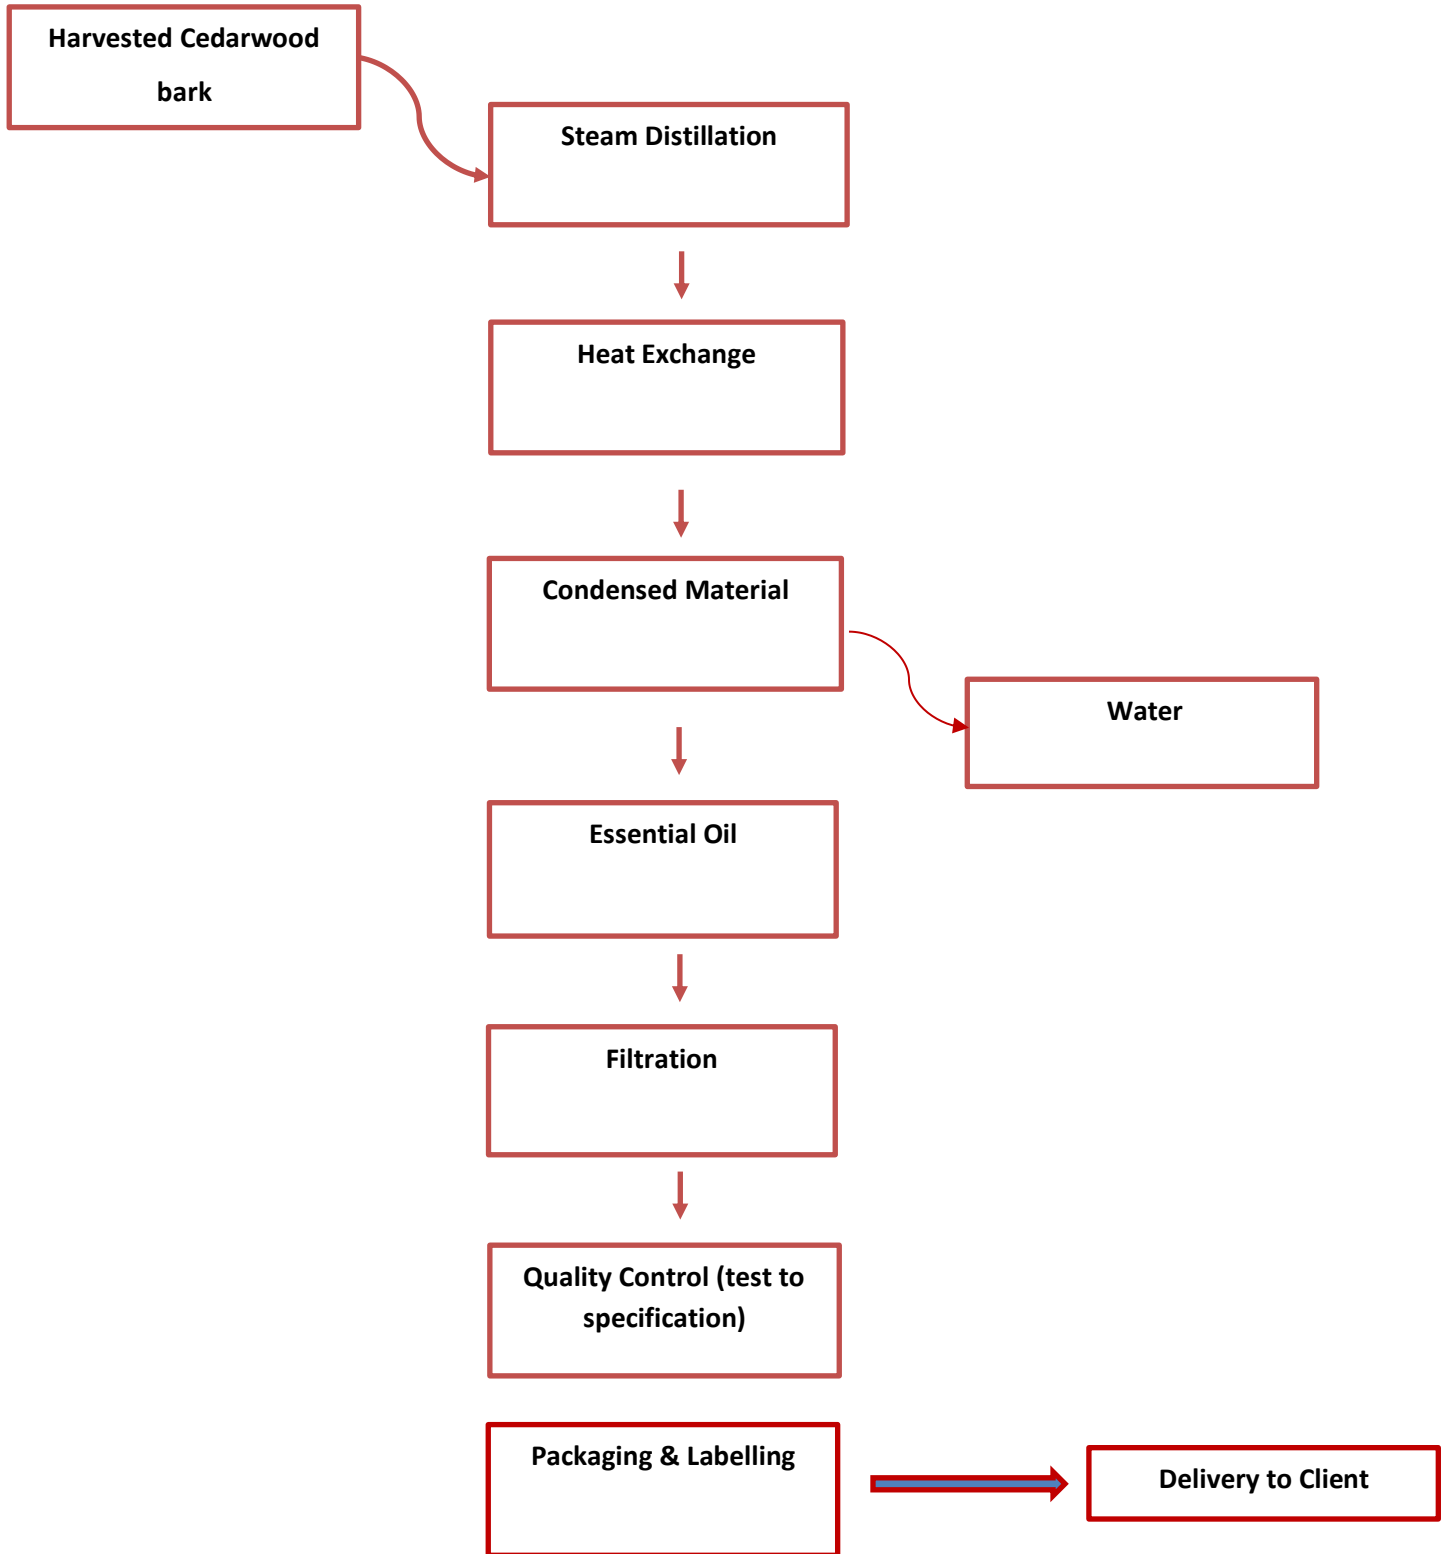 Harvested Cedarwood
bark
Steam Distillation
Heat Exchange
Condensed Material
Water
Essential Oil
Filtration
Quality Control (test to
specification)
Packaging & Labelling
Delivery to Client